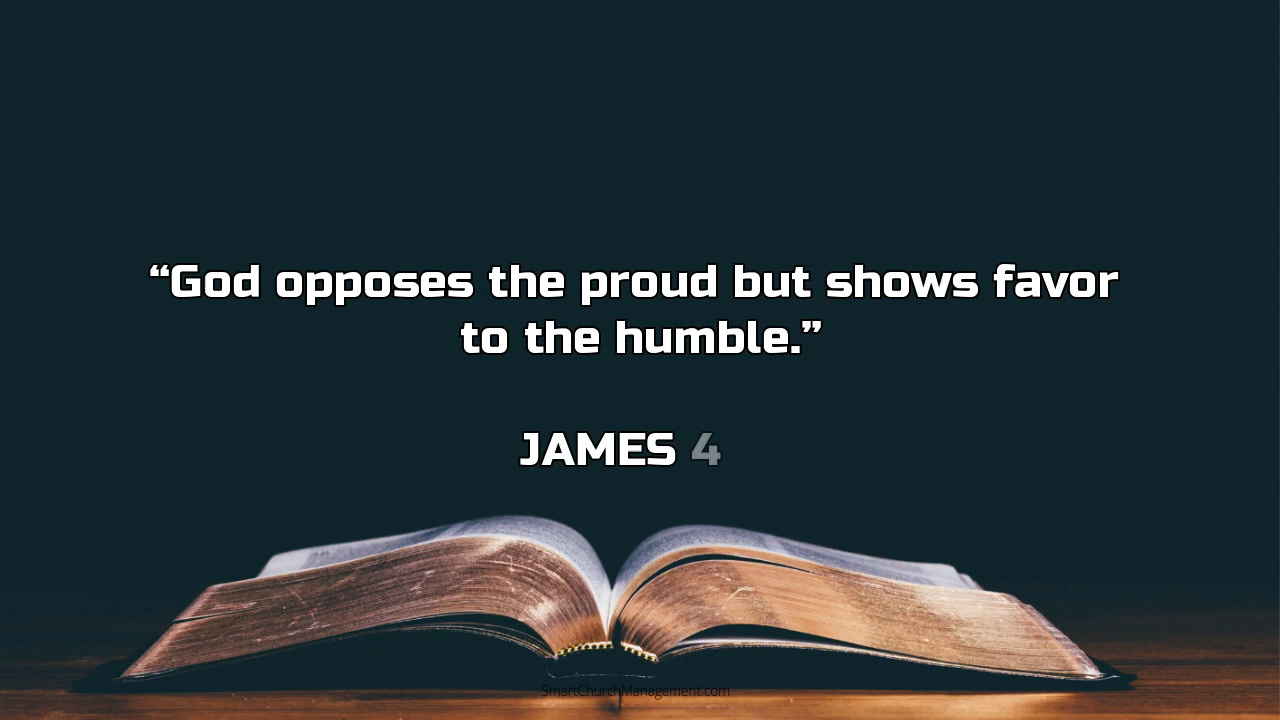 “God opposes the proud but shows favor
to the humble.”
JAMES 4
SmartChurchManagement.com